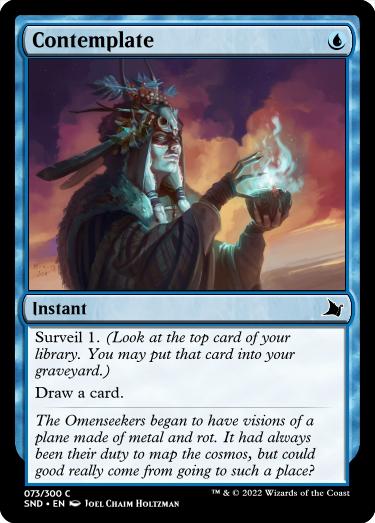 Contemplate
Instant
Surveil 1. (Look at the top card of your
library. You may put that card into your
graveyard.)
Draw a card.
The Omenseekers began to have visions of a
plane made of metal and rot. It had always
been their duty to map the cosmos, but could
good really come from going to such a place?
073/300 C
SND • EN Joel Chaim Holtzman
™ & © 2022 Wizards of the Coast